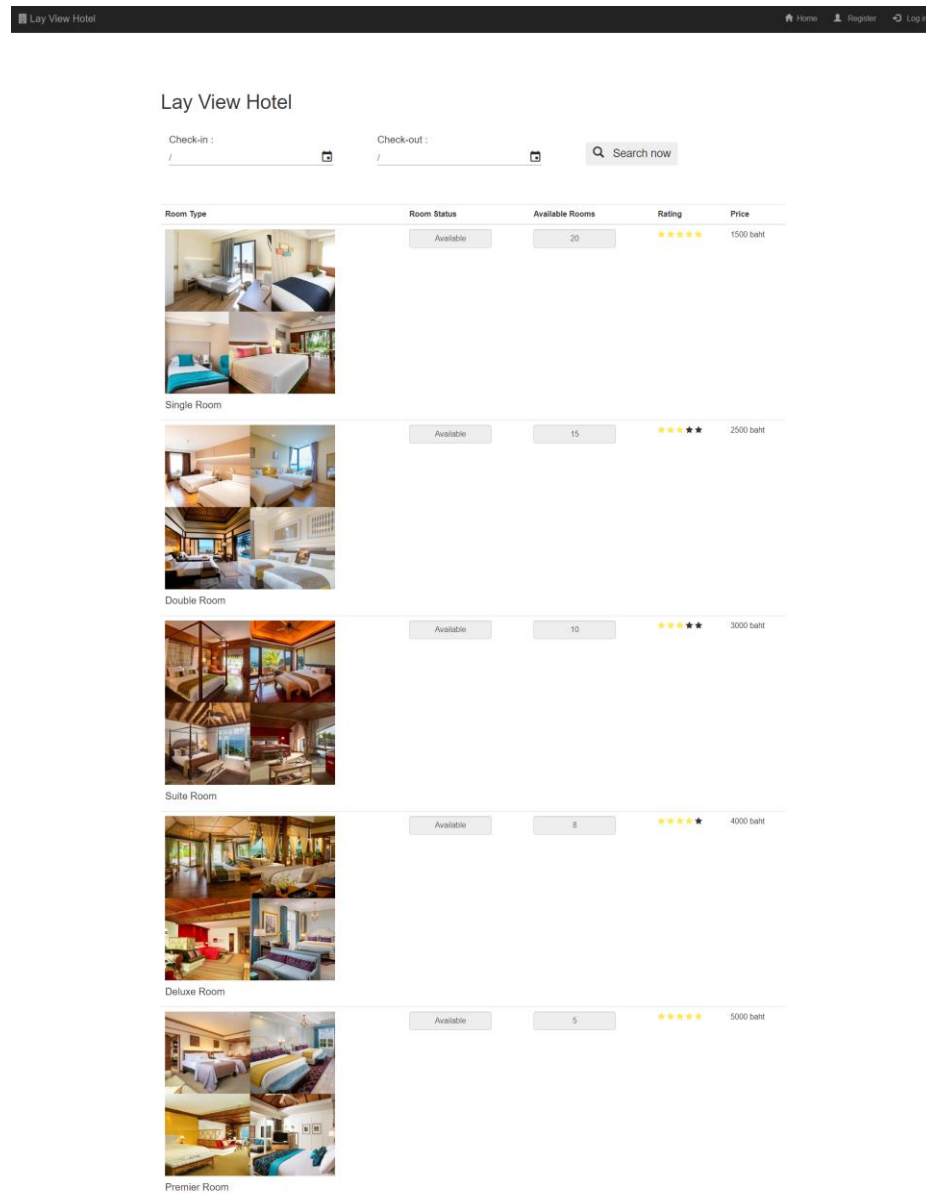 Lay View Hotel Home Register Log in
Lay View Hotel
Check-in : Check-out :
/ / Search now
Room Type Room Status Available Rooms Rating Price
Available 20 1500 baht
Single Room
Available 15 2500 baht
Double Room
Available 10 3000 baht
Suite Room
Available 8 4000 baht
Deluxe Room
Available 5 5000 baht
Premier Room